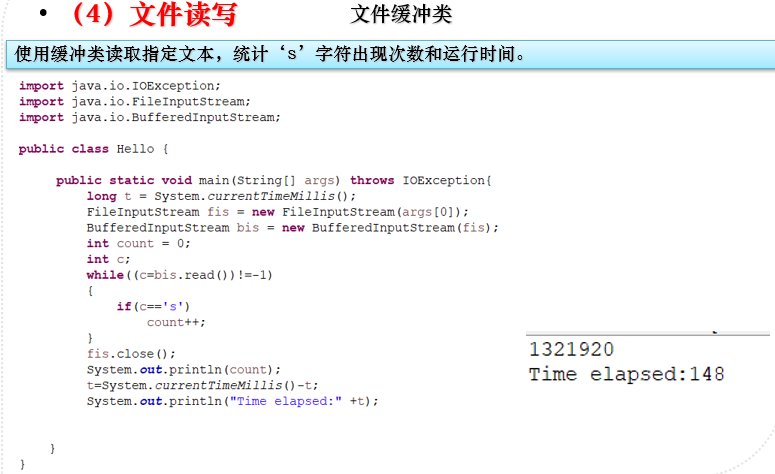 • （4）文件读写 文件缓冲类
使用缓冲类读取指定文本，统计‘s’字符出现次数和运行时间。
import java.io.IOException;
import java.io.FileInputStream;
import java.io.BufferedInputStream;
public class Hello {
public static void main(String[] args) throws IOException{
long t = System.currentTimeMillis();
FileInputStream fis = new FileInputStream(args[0]);
BufferedInputStream bis = new BufferedInputStream(fis);
int count = 0;
int c;
while((c=bis.read())!=-1)
{
if(c=='s')
count++;
}
fis.close();
System.out.println(count);
t=System.currentTimeMillis()-t;
System.out.println("Time elapsed:" +t);
}
}
1321920
Time elapsed:148